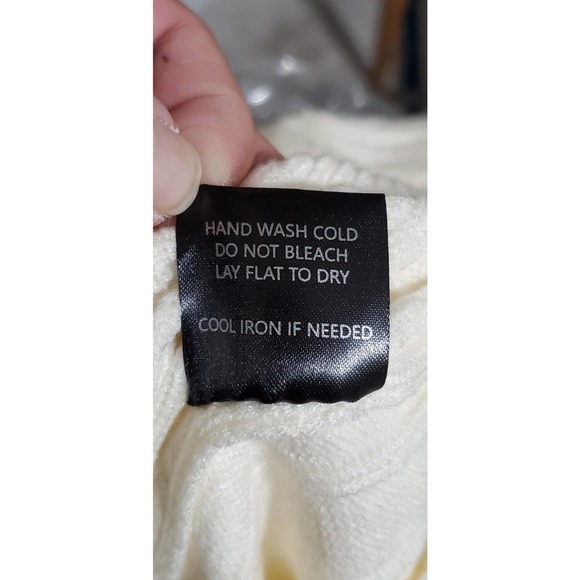 HAND WASH COLD
DO NOT BLEACH
LAY FLAT TO DRY
COOL IRON IF NEEDED